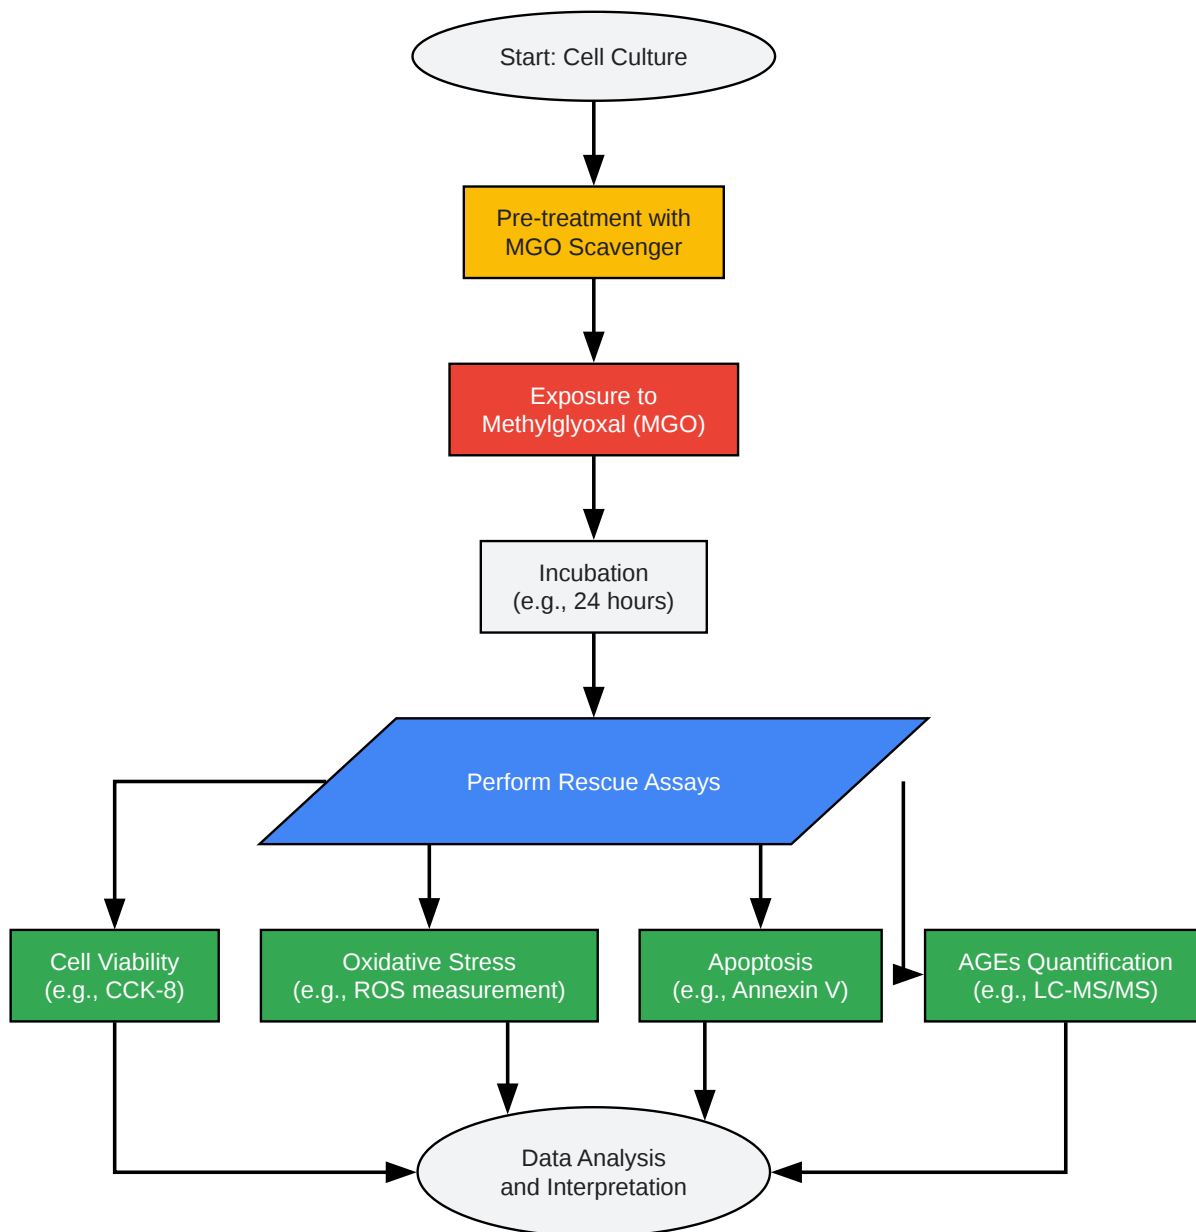 Start: Cell Culture
Pre-treatment with
MGO Scavenger
Exposure to
Methylglyoxal (MGO)
Incubation
(e.g., 24 hours)
Perform Rescue Assays
Cell Viability
(e.g., CCK-8)
Oxidative Stress
(e.g., ROS measurement)
Apoptosis
(e.g., Annexin V)
AGEs Quantification
(e.g., LC-MS/MS)
Data Analysis
and Interpretation